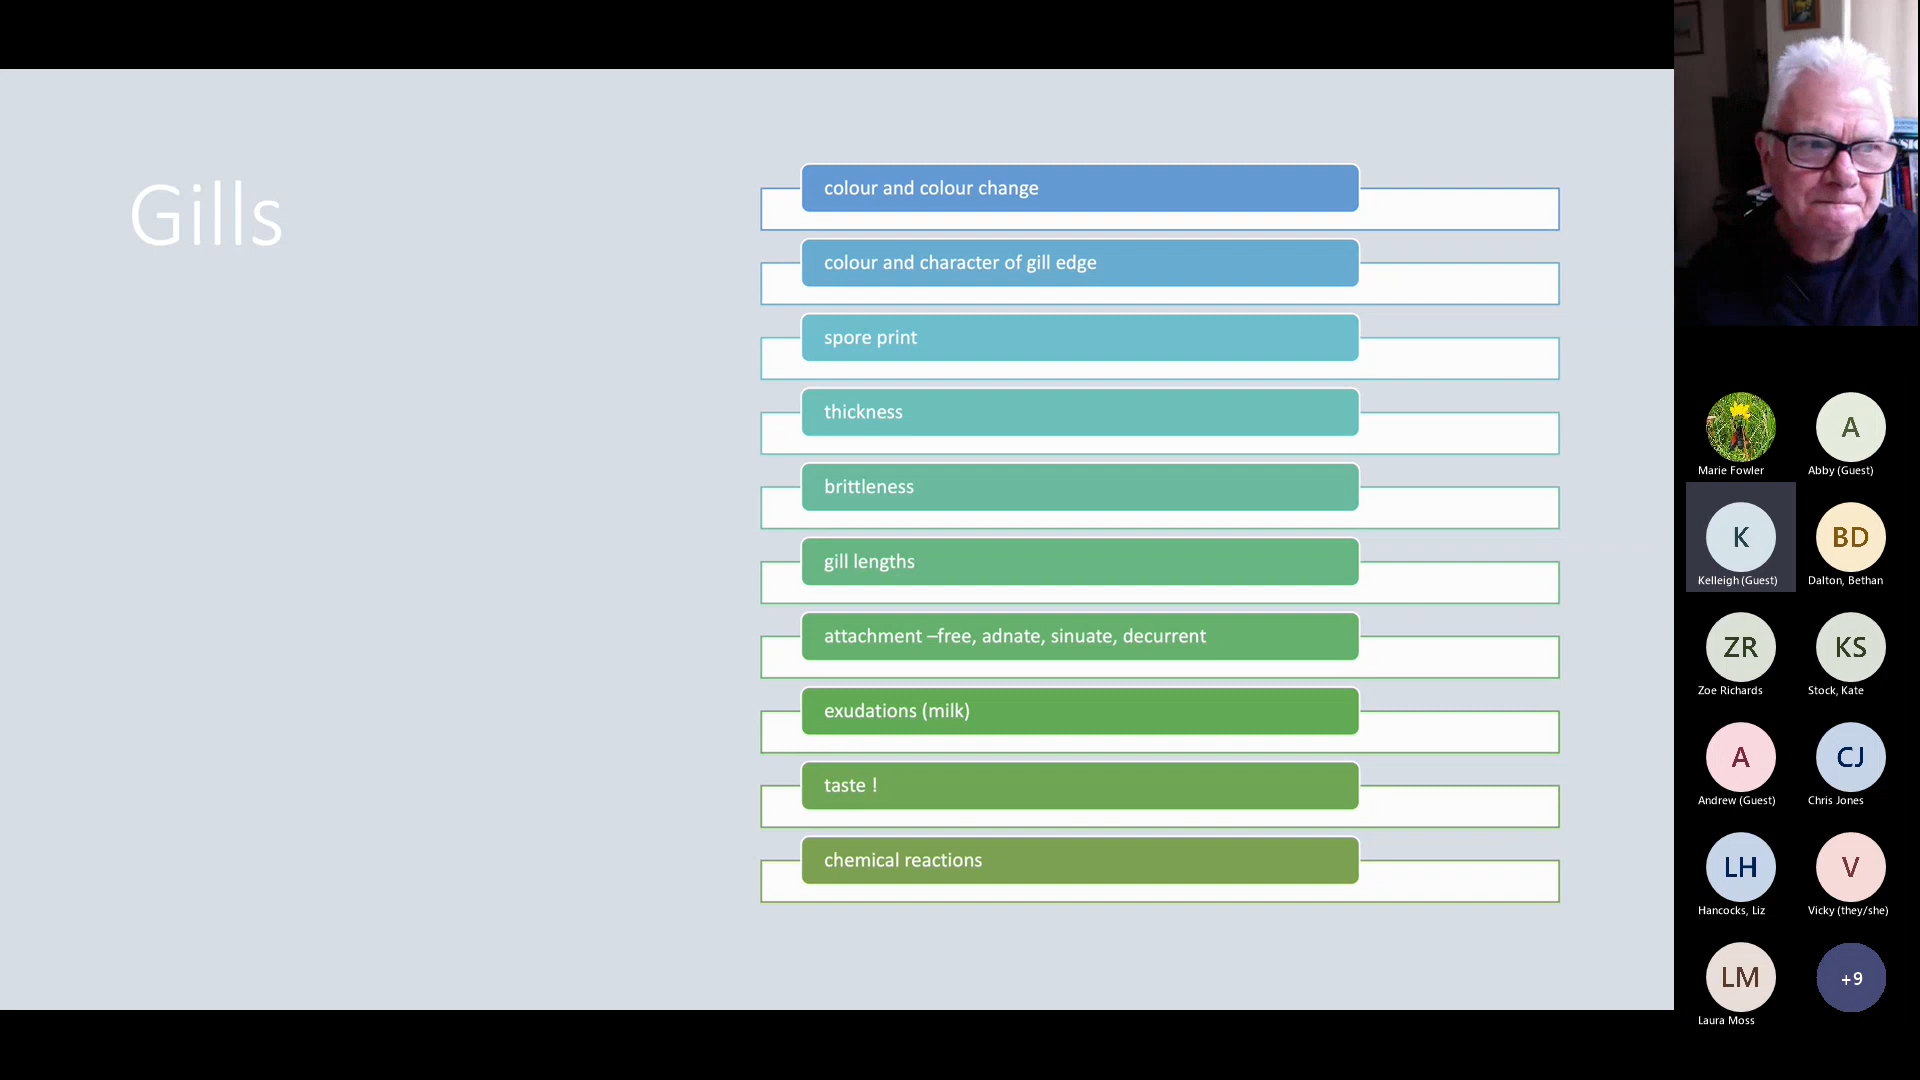 Gills
colour and colour change
colour and character of gill edge
spore print
thickness
brittleness
gill lengths
attachment –free, adnate, sinuate, decurrent
exudations (milk)
taste !
chemical reactions
Marie Fowler
A
Abby (Guest)
K
Kelleigh (Guest)
BD
Dalton, Bethan
ZR
Zoe Richards
KS
Stock, Kate
A
Andrew (Guest)
CJ
Chris Jones
LH
Hancocks, Liz
V
Vicky (they/she)
LM
Laura Moss
+9